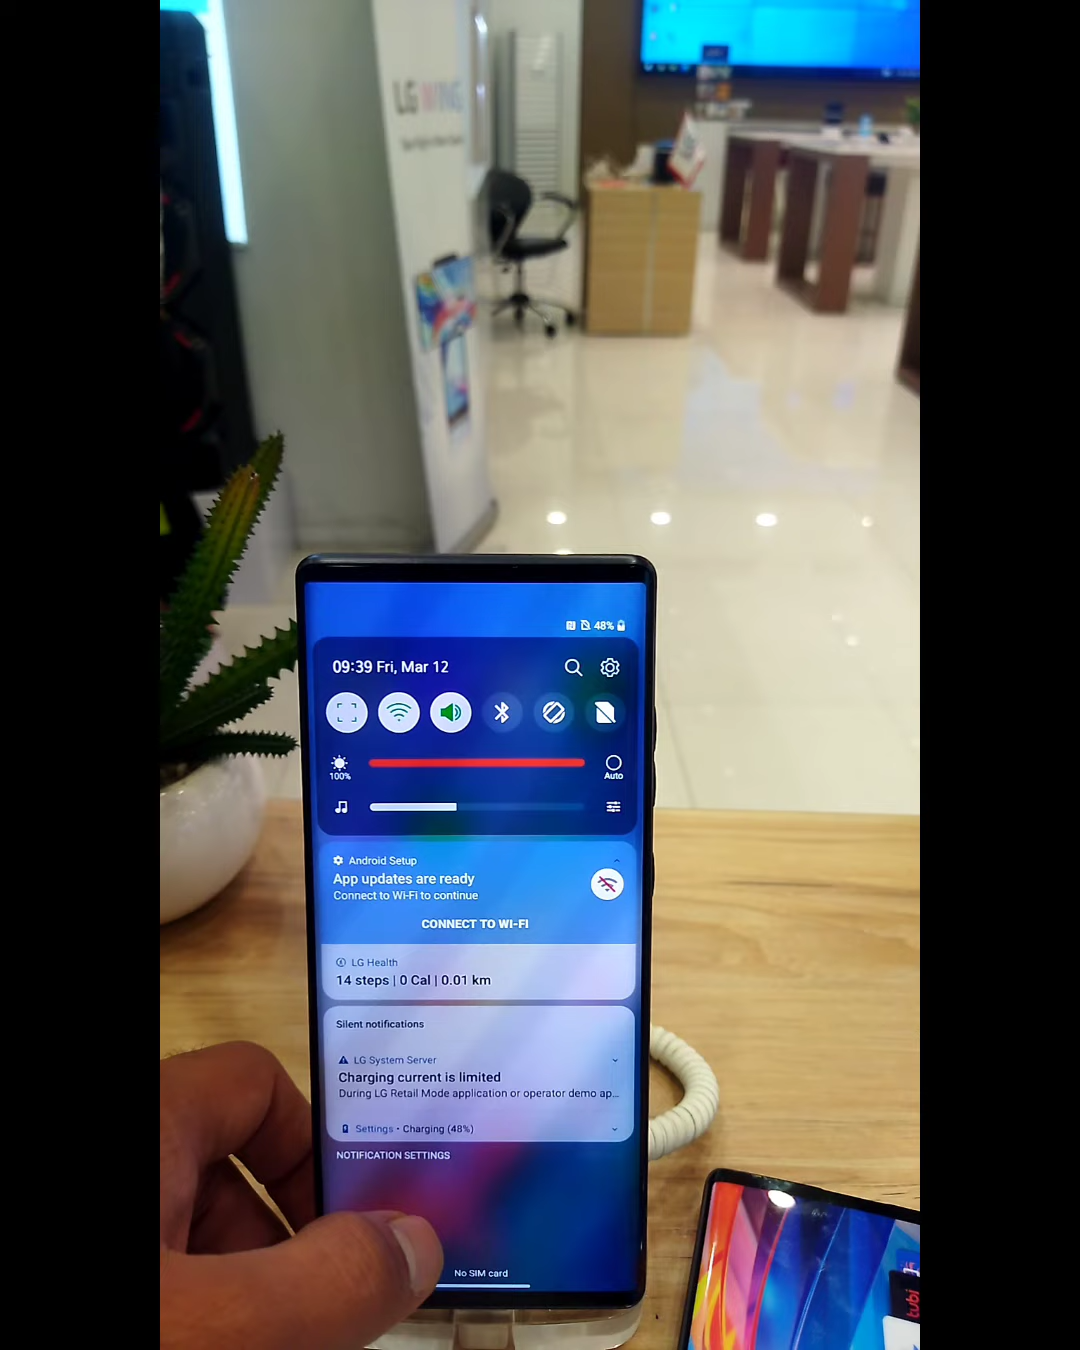 LG WING
48%
09:39 Fri, Mar 12
100%
Auto
Android Setup
App updates are ready
Connect to Wi-Fi to continue
CONNECT TO WI-FI
LG Health
14 steps | 0 Cal | 0.01 km
Silent notifications
LG System Server
Charging current is limited
During LG Retail Mode application or operator demo ap...
Settings • Charging (48%)
NOTIFICATION SETTINGS
No SIM card
tubi